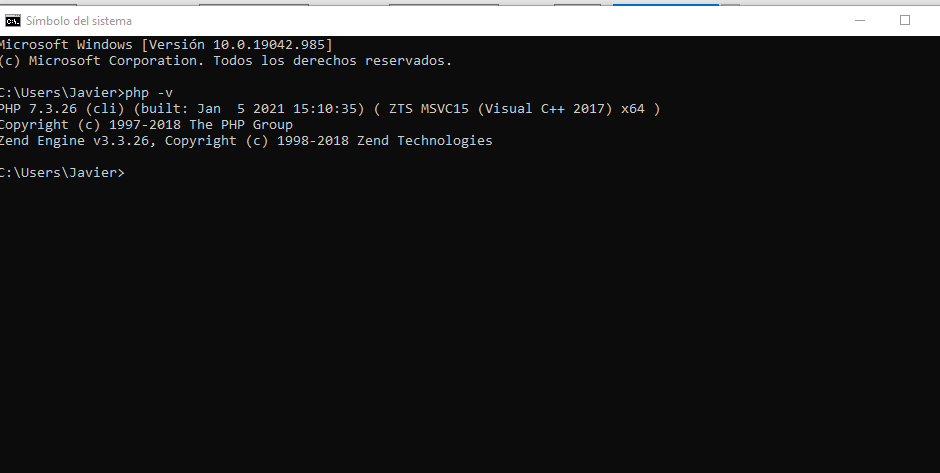 Símbolo del sistema
Microsoft Windows [Versión 10.0.19042.985]
(c) Microsoft Corporation. Todos los derechos reservados.
C:\Users\Javier>php -v
PHP 7.3.26 (cli) (built: Jan  5 2021 15:10:35) ( ZTS MSVC15 (Visual C++ 2017) x64 )
Copyright (c) 1997-2018 The PHP Group
Zend Engine v3.3.26, Copyright (c) 1998-2018 Zend Technologies
C:\Users\Javier>